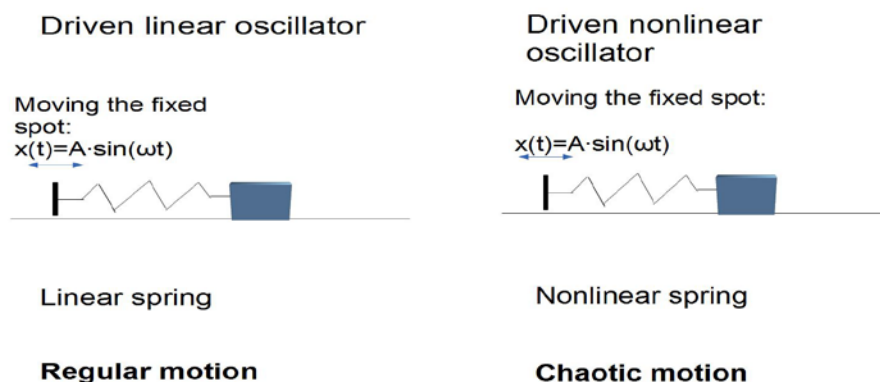 Driven linear oscillator
Moving the fixed
spot:
x(t)=A·sin(ωt)
Linear spring
Regular motion
Driven nonlinear
oscillator
Moving the fixed spot:
x(t)=A·sin(ωt)
Nonlinear spring
Chaotic motion